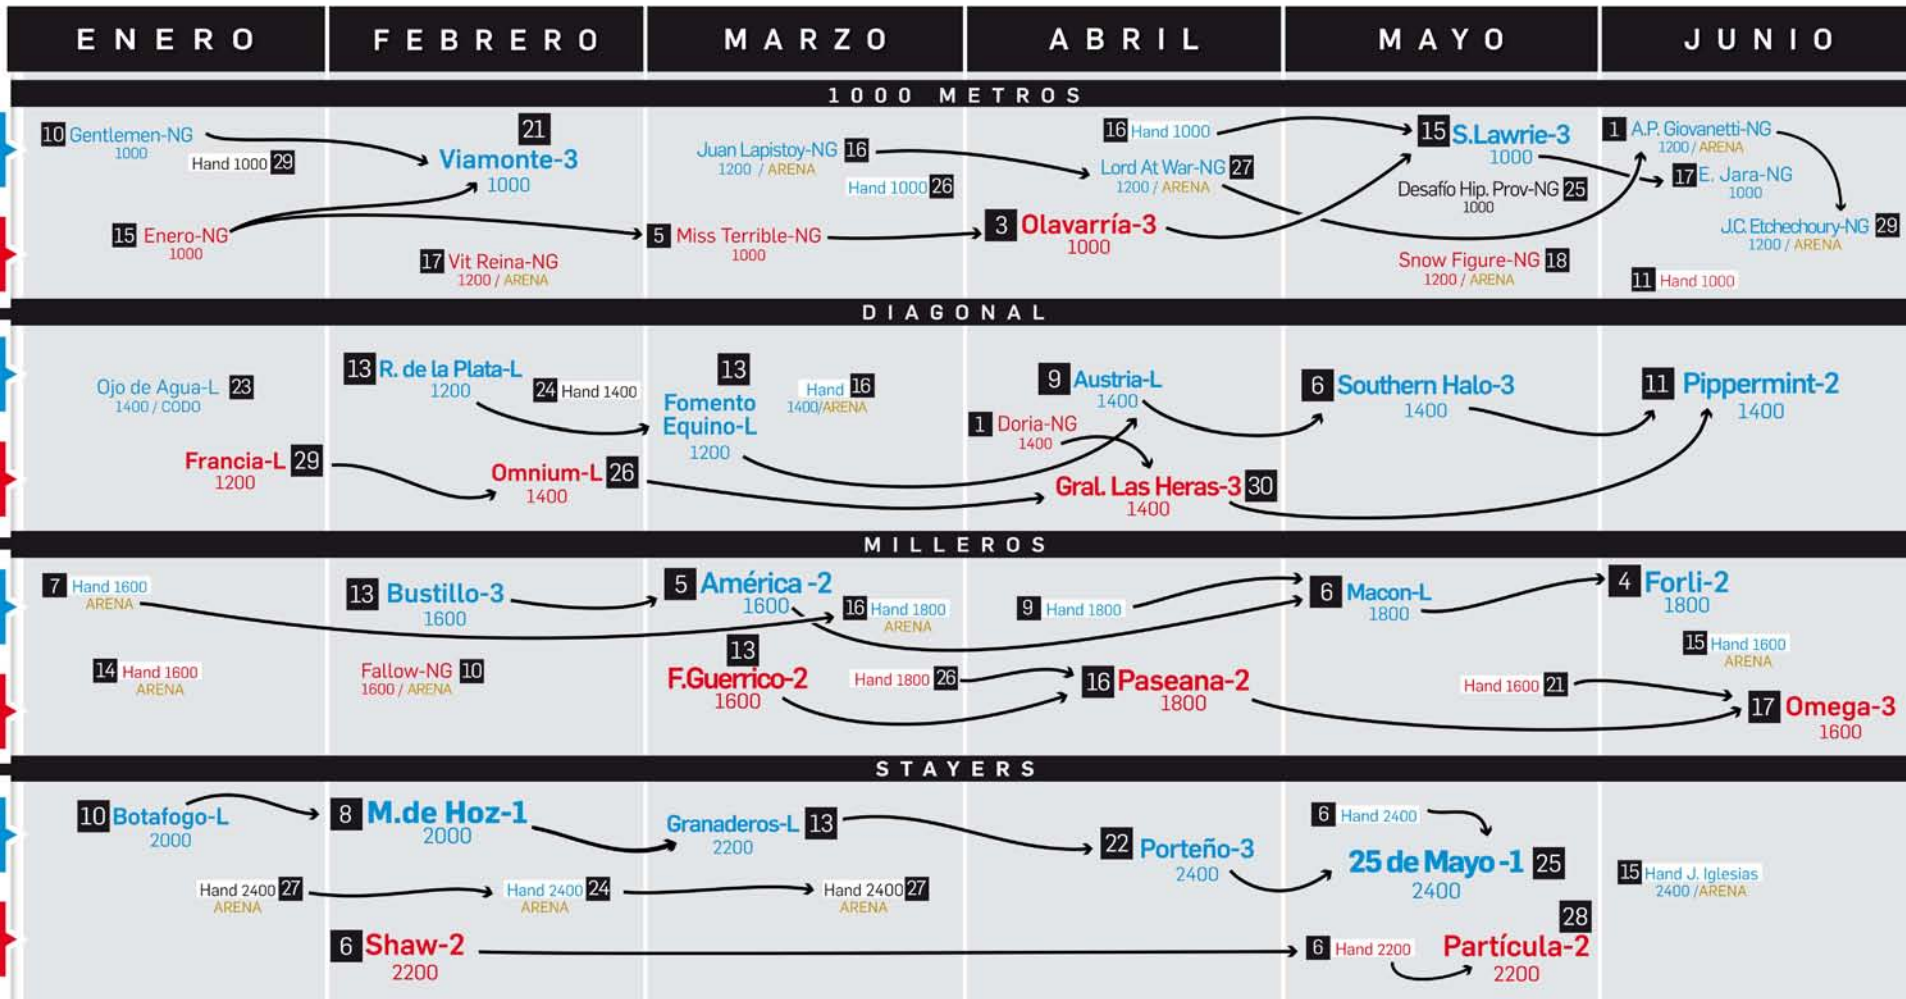 ENERO
FEBRERO
MARZO
ABRIL
MAYO
JUNIO
1000 METROS
10 Gentlemen-NG
1000
Hand 1000 29
15 Enero-NG
1000
21
Viamonte-3
1000
17 Vit Reina-NG
1200 / ARENA
Juan Lapistoy-NG 16
1200 / ARENA
Hand 1000 26
5 Miss Terrible-NG
1000
16 Hand 1000
Lord At War-NG 27
1200 / ARENA
3 Olavarría-3
1000
15 S.Lawrie-3
1000
Desafío Hip. Prov-NG 25
1000
Snow Figure-NG 18
1200 / ARENA
1 A.P. Giovanetti-NG
1200 / ARENA
17 E. Jara-NG
1000
J.C. Etchechoury-NG 29
1200 / ARENA
11 Hand 1000
DIAGONAL
Ojo de Agua-L 23
1400 / CODO
Francia-L 29
1200
13 R. de la Plata-L
1200
24 Hand 1400
Omnium-L 26
1400
13
Fomento
Equino-L
1200
Hand 16
1400/ARENA
9 Austria-L
1400
1 Doria-NG
1400
Gral. Las Heras-3 30
1400
6 Southern Halo-3
1400
11 Pippermint-2
1400
MILLEROS
7 Hand 1600
ARENA
14 Hand 1600
ARENA
13 Bustillo-3
1600
Fallow-NG 10
1600 / ARENA
5 América -2
1600
16 Hand 1800
ARENA
13
F.Guerrico-2
1600
Hand 1800 26
9 Hand 1800
16 Paseana-2
1800
6 Macon-L
1800
Hand 1600 21
4 Forli-2
1800
15 Hand 1600
ARENA
17 Omega-3
1600
STAYERS
10 Botafogo-L
2000
Hand 2400 27
ARENA
8 M.de Hoz-1
2000
Hand 2400 24
ARENA
6 Shaw-2
2200
Granaderos-L 13
2200
Hand 2400 27
ARENA
22 Porteño-3
2400
6 Hand 2400
25 de Mayo -1 25
2400
28
6 Hand 2200
Partícula-2
2200
15 Hand J. Iglesias
2400 /ARENA